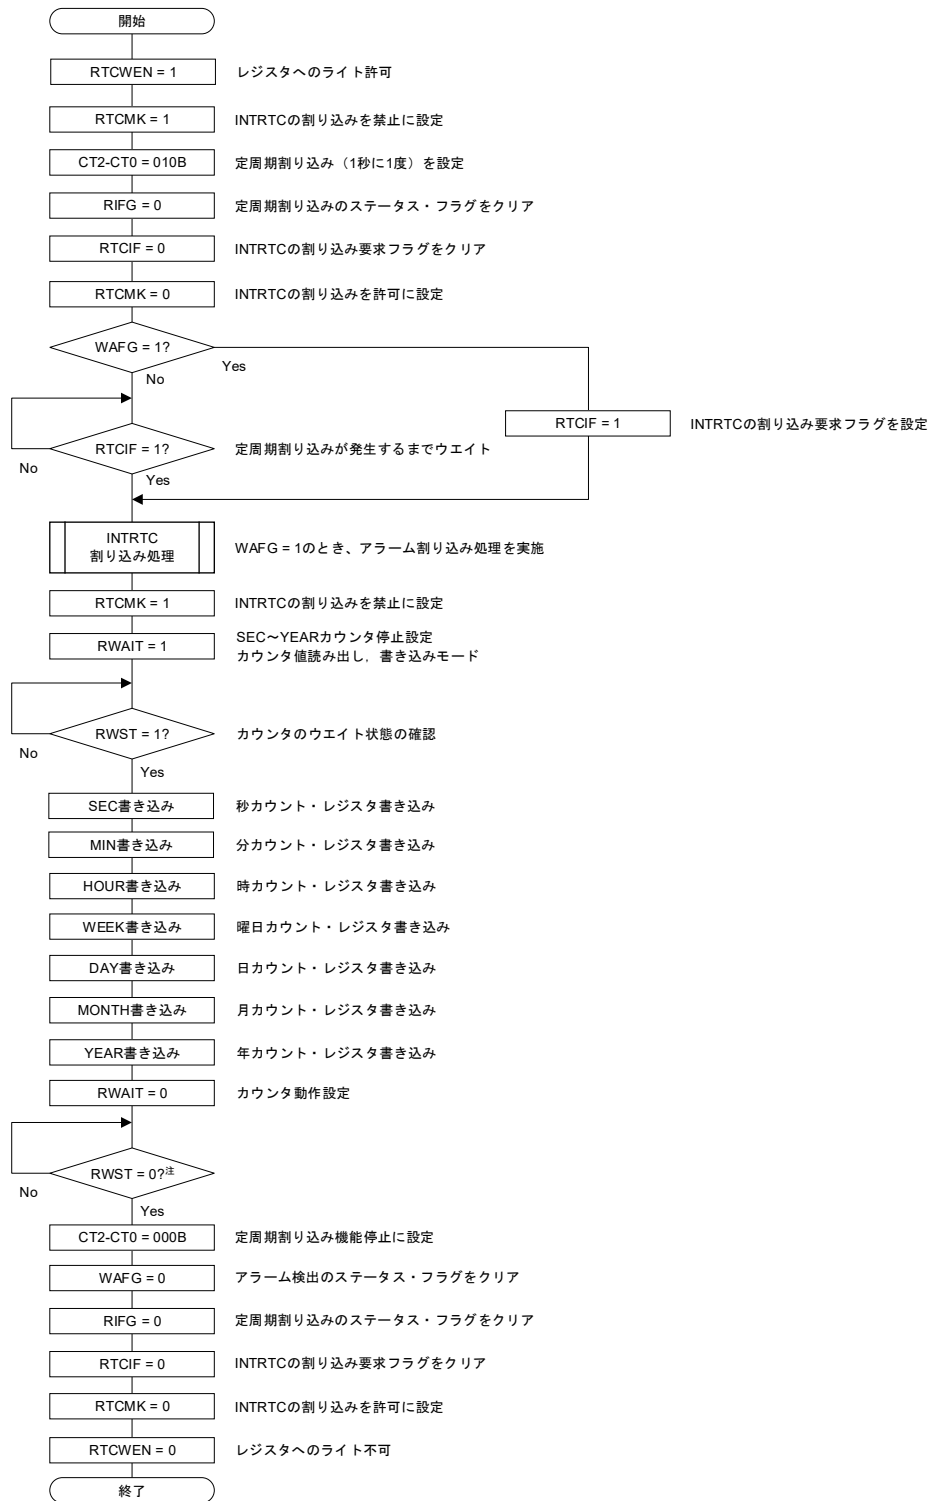 開始
RTCWEN = 1
レジスタへのライト許可
RTCMK = 1
INTRTCの割り込みを禁止に設定
CT2-CT0 = 010B
定周期割り込み（1秒に1度）を設定
RIFG = 0
定周期割り込みのステータス・フラグをクリア
RTCIF = 0
INTRTCの割り込み要求フラグをクリア
RTCMK = 0
INTRTCの割り込みを許可に設定
WAFG = 1?
Yes
No
RTCIF = 1
INTRTCの割り込み要求フラグを設定
RTCIF = 1?
定周期割り込みが発生するまでウエイト
No
Yes
INTRTC
割り込み処理
WAFG = 1のとき、アラーム割り込み処理を実施
RTCMK = 1
INTRTCの割り込みを禁止に設定
RWAIT = 1
SEC～YEARカウンタ停止設定
カウンタ値読み出し，書き込みモード
RWST = 1?
カウンタのウエイト状態の確認
No
Yes
SEC書き込み
秒カウント・レジスタ書き込み
MIN書き込み
分カウント・レジスタ書き込み
HOUR書き込み
時カウント・レジスタ書き込み
WEEK書き込み
曜日カウント・レジスタ書き込み
DAY書き込み
日カウント・レジスタ書き込み
MONTH書き込み
月カウント・レジスタ書き込み
YEAR書き込み
年カウント・レジスタ書き込み
RWAIT = 0
カウンタ動作設定
RWST = 0?注
No
Yes
CT2-CT0 = 000B
定周期割り込み機能停止に設定
WAFG = 0
アラーム検出のステータス・フラグをクリア
RIFG = 0
定周期割り込みのステータス・フラグをクリア
RTCIF = 0
INTRTCの割り込み要求フラグをクリア
RTCMK = 0
INTRTCの割り込みを許可に設定
RTCWEN = 0
レジスタへのライト不可
終了